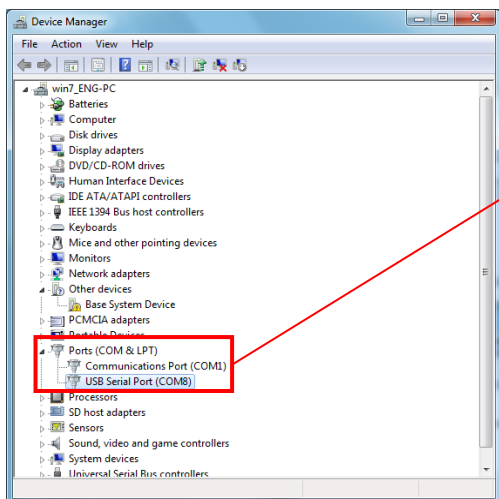 Device Manager
File Action View Help
win7_ENG-PC
Batteries
Computer
Disk drives
Display adapters
DVD/CD-ROM drives
Human Interface Devices
IDE ATA/ATAPI controllers
IEEE 1394 Bus host controllers
Keyboards
Mice and other pointing devices
Monitors
Network adapters
Other devices
Base System Device
PCMCIA adapters
Portable Devices
Ports (COM & LPT)
Communications Port (COM1)
USB Serial Port (COM8)
Processors
SD host adapters
Sensors
Sound, video and game controllers
System devices
Universal Serial Bus controllers